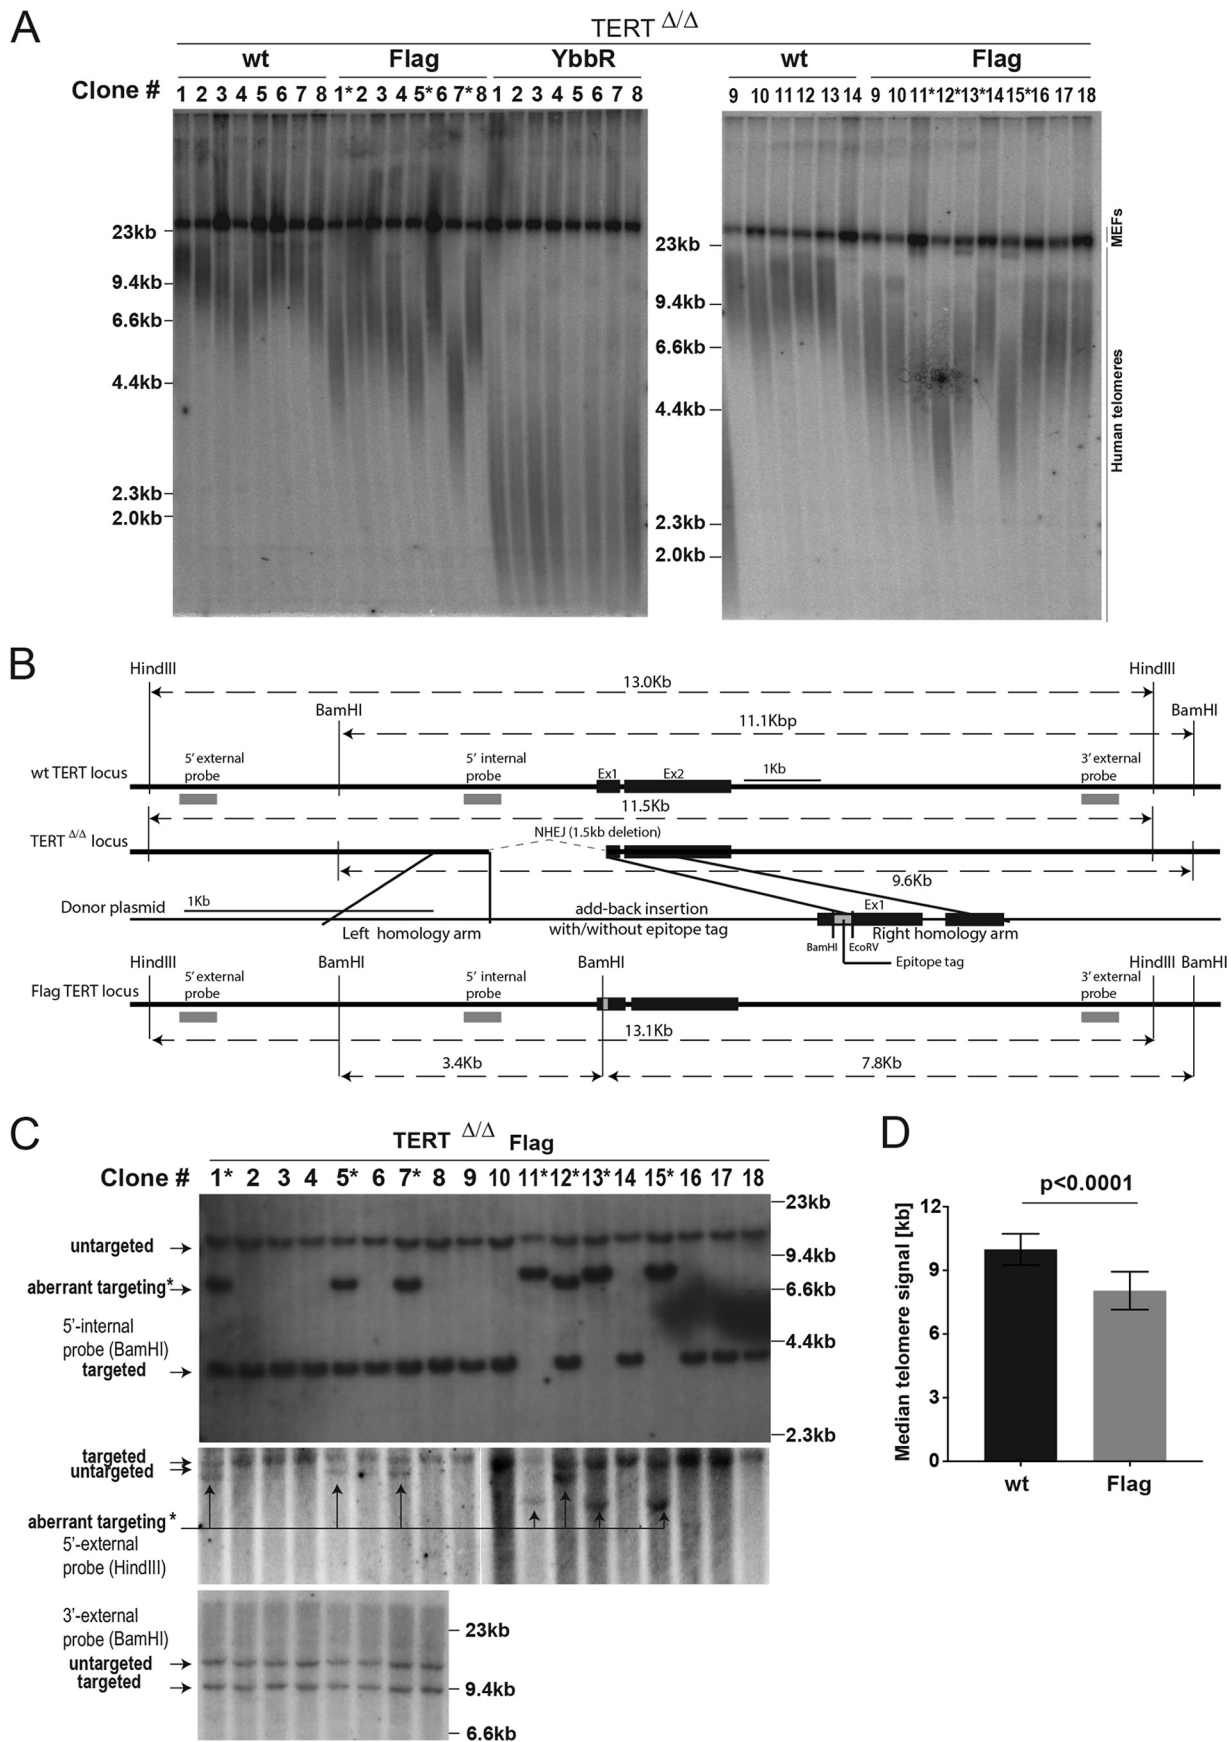 A
TERT Δ/Δ
wt Flag YbbR wt Flag
Clone # 1 2 3 4 5 6 7 8 1* 2 3 4 5* 6 7* 8 1 2 3 4 5 6 7 8 9 10 11 12 13 14 9 10 11* 12* 13* 14 15* 16 17 18
23kb
9.4kb
6.6kb
4.4kb
2.3kb
2.0kb
23kb
9.4kb
6.6kb
4.4kb
2.3kb
2.0kb
MEFs
Human telomeres
B
HindIII HindIII
13.0Kb
BamHI BamHI
11.1Kbp
5' external probe
5' internal probe
3' external probe
wt TERT locus Ex1 Ex2 1Kb
11.5Kb
TERT Δ/Δ locus
NHEJ (1.5kb deletion)
9.6Kb
Donor plasmid 1Kb
add-back insertion
with/without epitope tag
Ex1
Left homology arm
Right homology arm
BamHI EcoRV
Epitope tag
HindIII BamHI BamHI HindIII BamHI
5' external probe
5' internal probe
3' external probe
Flag TERT locus
13.1Kb
3.4Kb 7.8Kb
C
TERT Δ/Δ Flag
Clone # 1* 2 3 4 5* 6 7* 8 9 10 11* 12* 13* 14 15* 16 17 18
23kb
untargeted
9.4kb
aberrant targeting*
6.6kb
5'-internal
probe (BamHI)
4.4kb
targeted
2.3kb
targeted
untargeted
aberrant targeting*
5'-external
probe (HindIII)
3'-external
probe (BamHI)
23kb
untargeted
targeted
9.4kb
6.6kb
D
p<0.0001
Median telomere signal [kb]
12
9
6
3
0
wt Flag